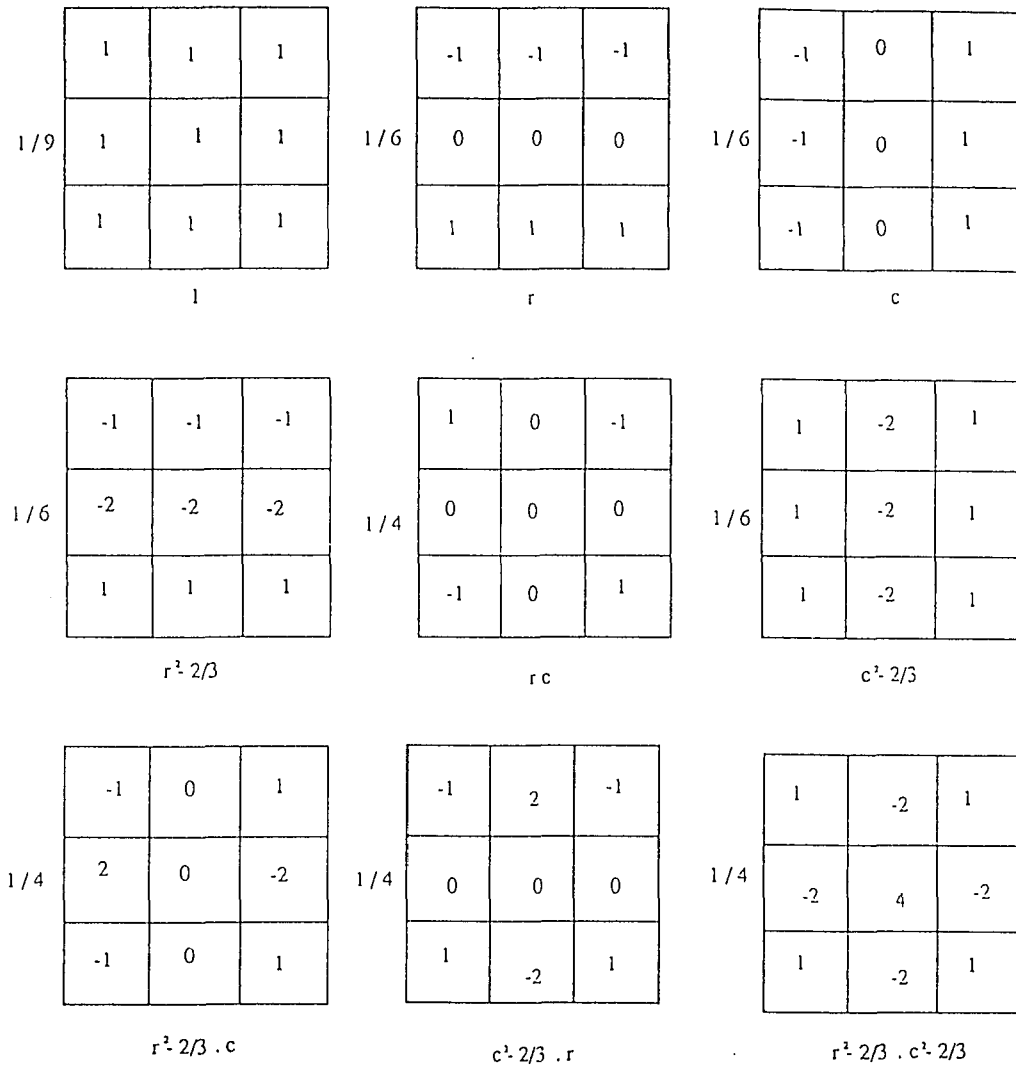 1 1 1 -1 -1 -1 -1 0 1
1/9 1 1 1 1/6 0 0 0 1/6 -1 0 1
1 1 1 1 1 1 -1 0 1
1 r c
-1 -1 -1 1 0 -1 1 -2 1
1/6 -2 -2 -2 1/4 0 0 0 1/6 1 -2 1
1 1 1 -1 0 1 1 -2 1
r²- 2/3 r c c²- 2/3
-1 0 1 -1 2 -1 1 -2 1
1/4 2 0 -2 1/4 0 0 0 1/4 -2 4 -2
-1 0 1 1 -2 1 1 -2 1
r²- 2/3 . c c²- 2/3 . r r²- 2/3 . c²- 2/3